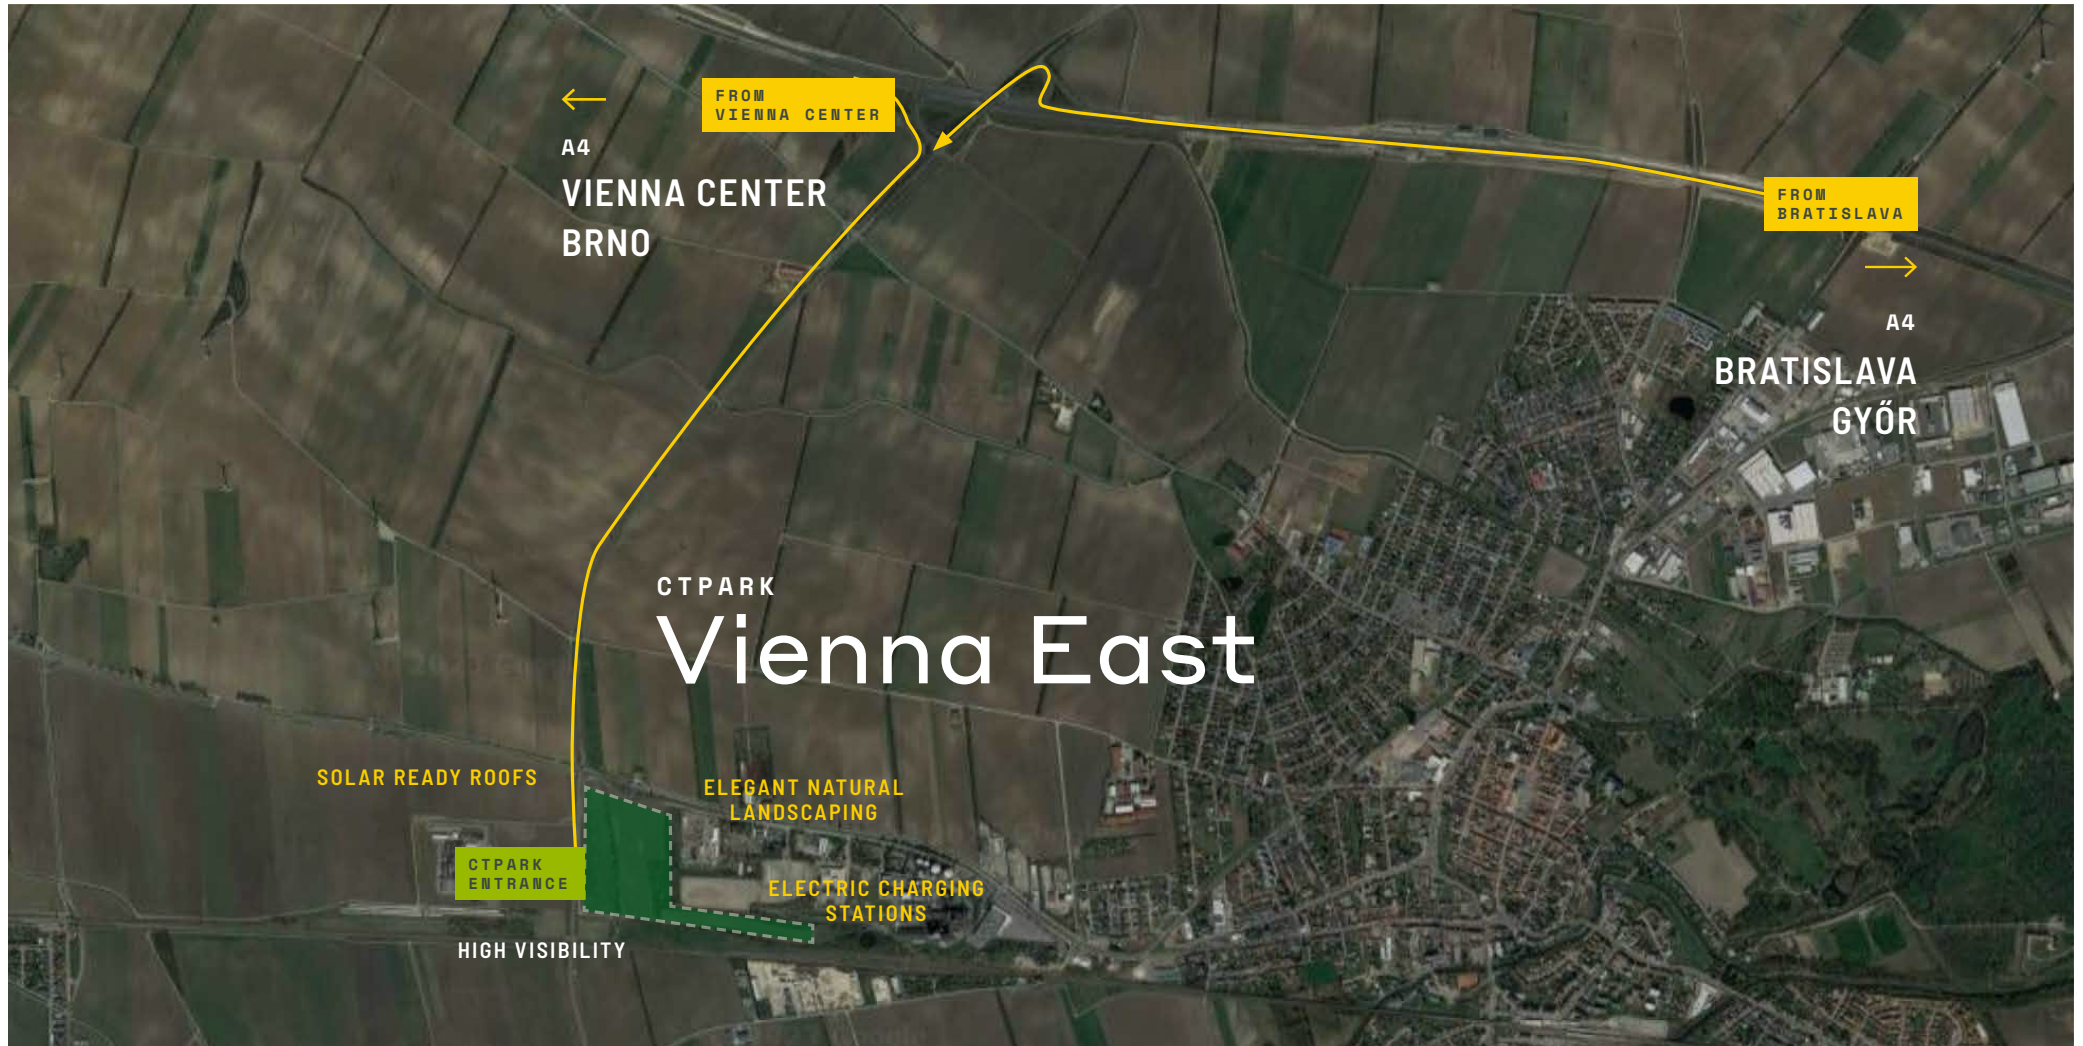 FROM
VIENNA CENTER
A4
VIENNA CENTER
BRNO
FROM
BRATISLAVA
A4
BRATISLAVA
GYŐR
CTPARK
Vienna East
SOLAR READY ROOFS
ELEGANT NATURAL
LANDSCAPING
CTPARK
ENTRANCE
ELECTRIC CHARGING
STATIONS
HIGH VISIBILITY